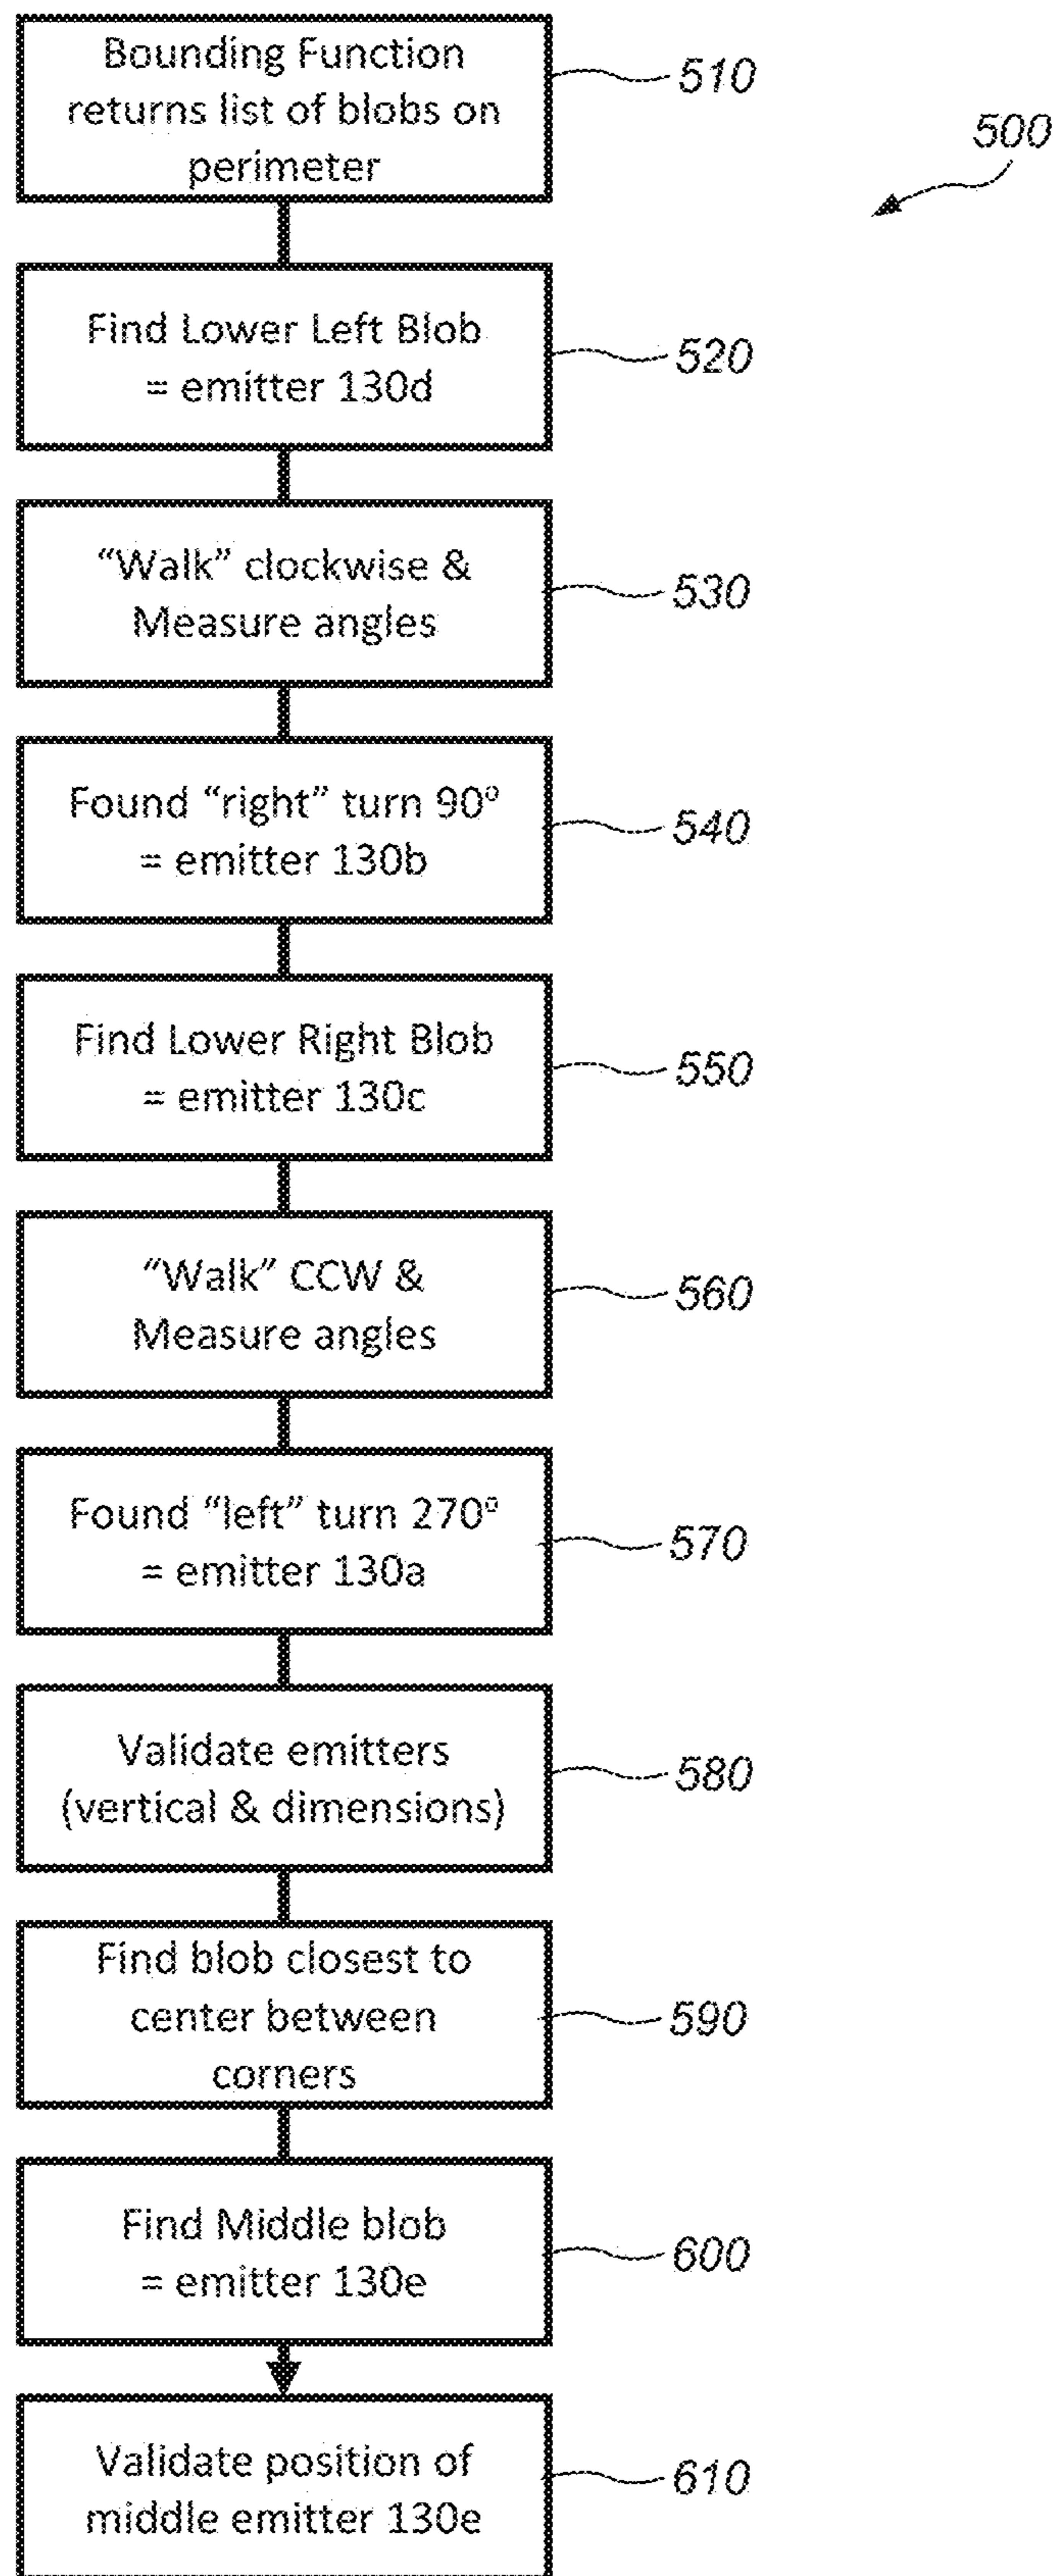 Bounding Function
returns list of blobs on
perimeter
510
500
Find Lower Left Blob
= emitter 130d
520
“Walk” clockwise &
Measure angles
530
Found “right” turn 90º
= emitter 130b
540
Find Lower Right Blob
= emitter 130c
550
“Walk” CCW &
Measure angles
560
Found “left” turn 270º
= emitter 130a
570
Validate emitters
(vertical & dimensions)
580
Find blob closest to
center between
corners
590
Find Middle blob
= emitter 130e
600
Validate position of
middle emitter 130e
610